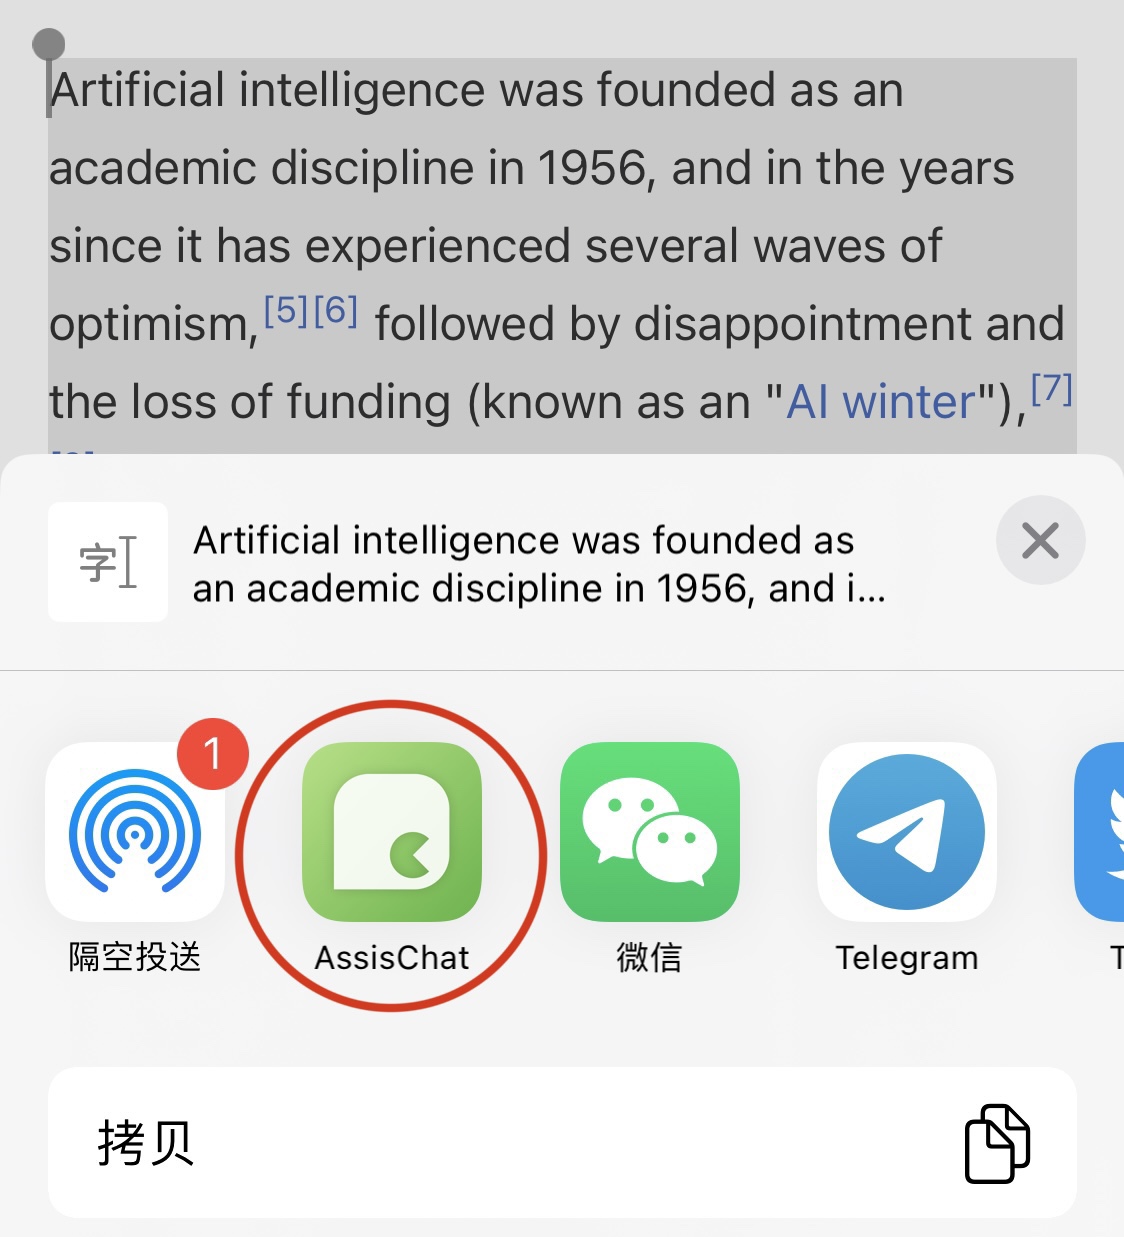 Artificial intelligence was founded as an
academic discipline in 1956, and in the years
since it has experienced several waves of
optimism,[5][6] followed by disappointment and
the loss of funding (known as an "AI winter"),[7]
字
Artificial intelligence was founded as
an academic discipline in 1956, and i...
1
隔空投送
AssisChat
微信
Telegram
T
拷贝